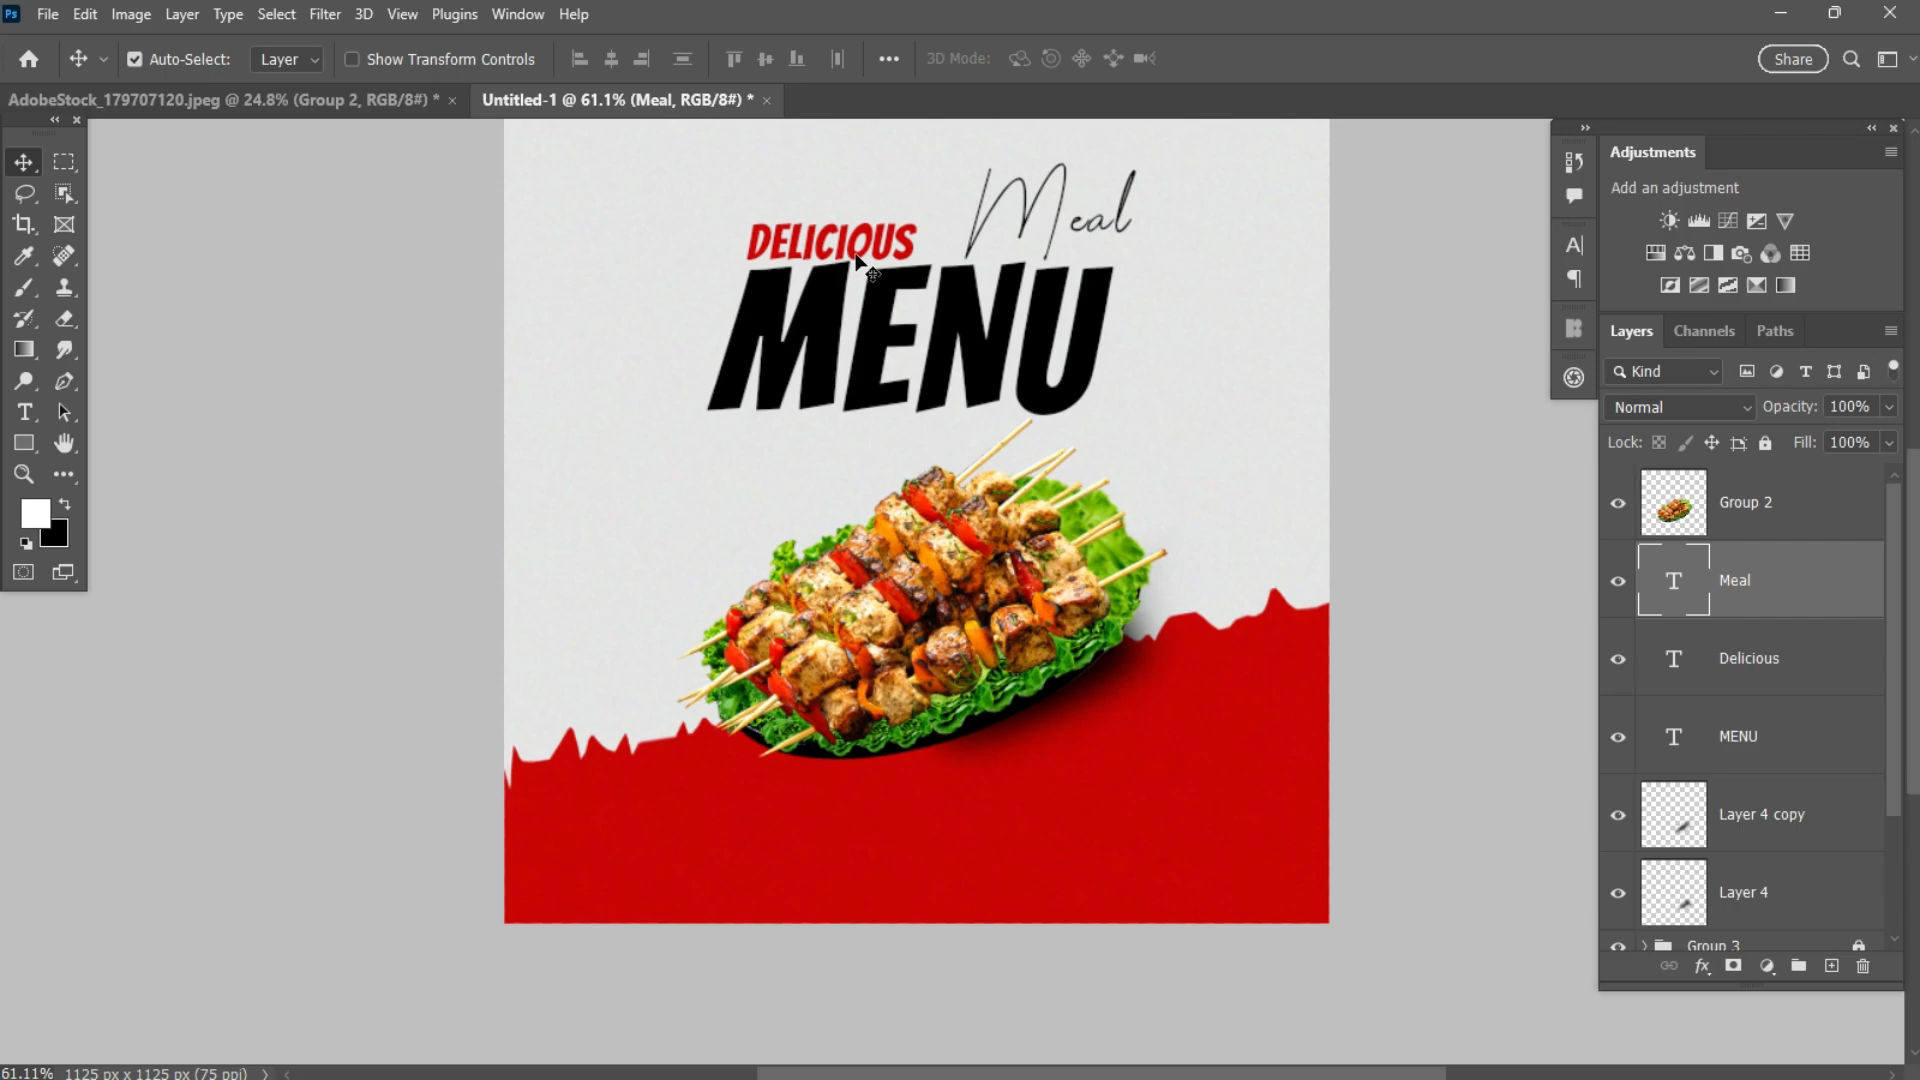 Ps File Edit Image Layer Type Select Filter 3D View Plugins Window Help
Auto-Select: Layer Show Transform Controls 3D Mode: Share
AdobeStock_179707120.jpeg @ 24.8% (Group 2, RGB/8#) * Untitled-1 @ 61.1% (Meal, RGB/8#) *
Meal
DELICIOUS
MENU
Adjustments
Add an adjustment
Layers Channels Paths
Kind
Normal Opacity: 100%
Lock: Fill: 100%
Group 2
Meal
Delicious
MENU
Layer 4 copy
Layer 4
Group 3
61.11% 1125 px x 1125 px (75 ppi)